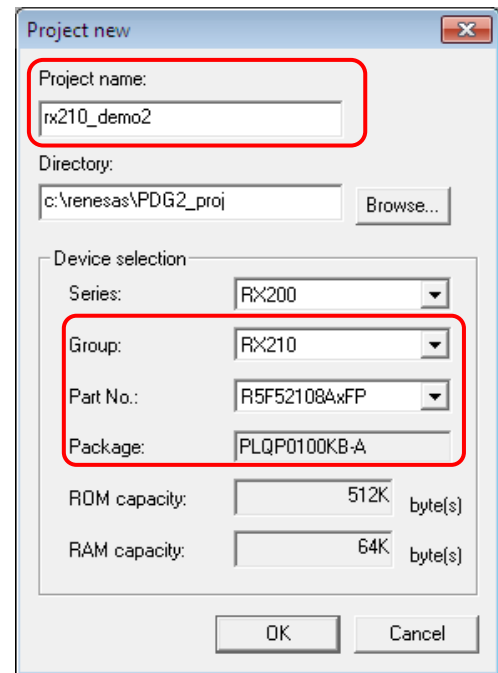 Project new
Project name:
rx210_demo2
Directory:
c:\renesas\PDG2_proj
Browse...
Device selection
Series: RX200
Group: RX210
Part No.: R5F52108AxFP
Package: PLQP0100KB-A
ROM capacity: 512K byte(s)
RAM capacity: 64K byte(s)
OK Cancel